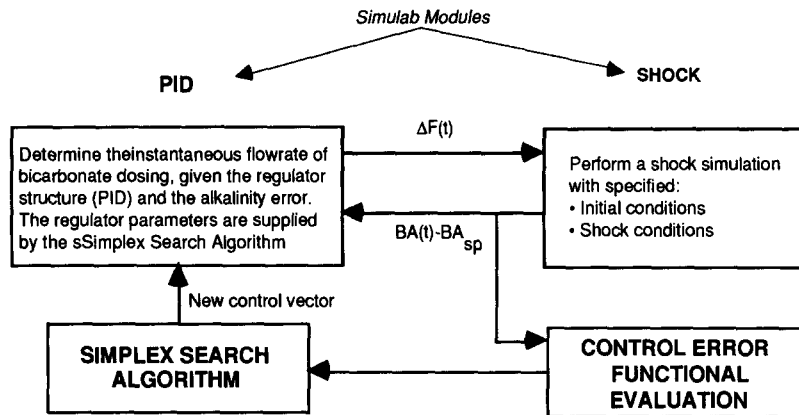 Simulab Modules
PID
SHOCK
Determine theinstantaneous flowrate of
bicarbonate dosing, given the regulator
structure (PID) and the alkalinity error.
The regulator parameters are supplied
by the sSimplex Search Algorithm
ΔF(t)
BA(t)-BA sp
Perform a shock simulation
with specified:
• Initial conditions
• Shock conditions
New control vector
SIMPLEX SEARCH
ALGORITHM
CONTROL ERROR
FUNCTIONAL
EVALUATION